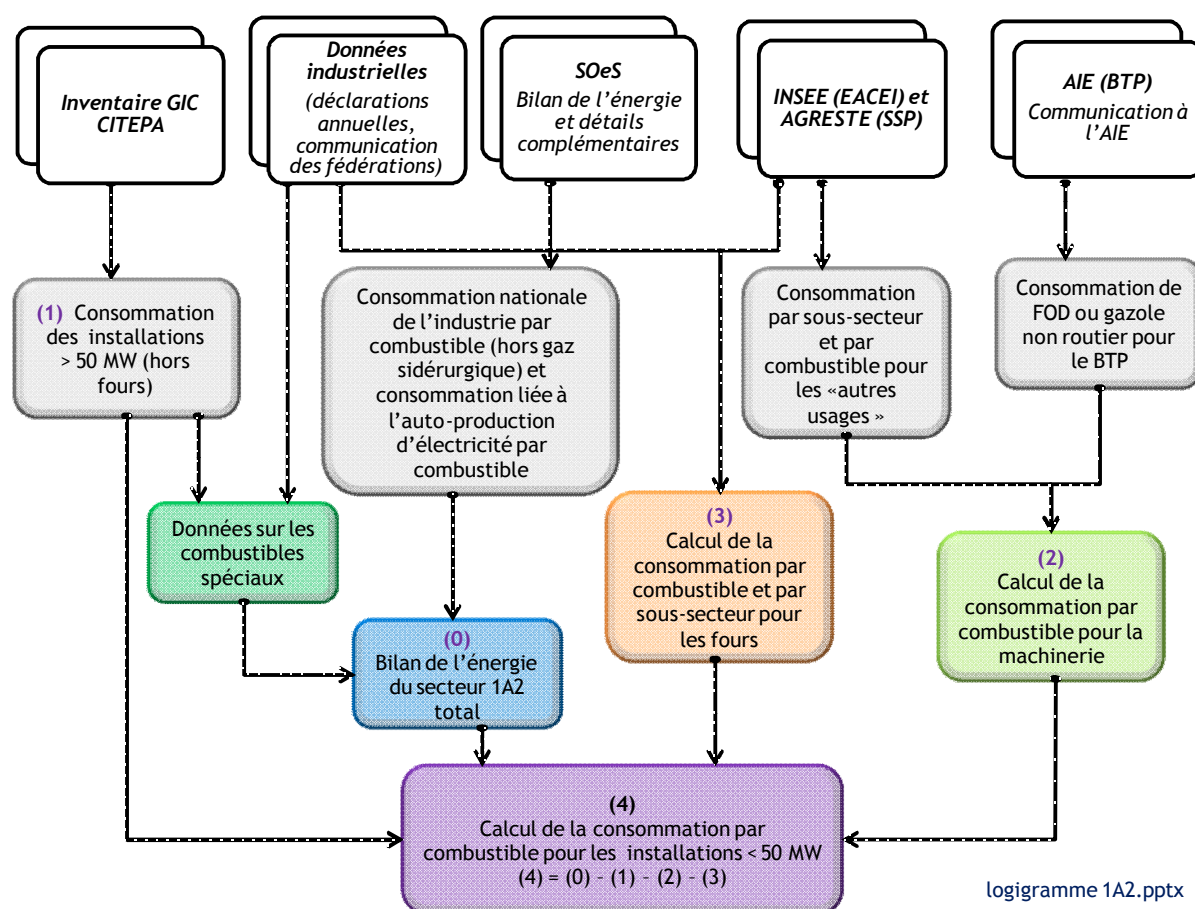 Inventaire GIC
CITEPA
Données
industrielles
(déclarations
annuelles,
communication
des fédérations)
SOeS
Bilan de l’énergie
et détails
complémentaires
INSEE (EACEI) et
AGRESTE (SSP)
AIE (BTP)
Communication à
l’AIE
(1) Consommation
des installations
> 50 MW (hors
fours)
Consommation nationale
de l’industrie par
combustible (hors gaz
sidérurgique) et
consommation liée à
l’auto-production
d’électricité par
combustible
Consommation
par sous-secteur
et par
combustible pour
les «autres
usages »
Consommation de
FOD ou gazole
non routier pour
le BTP
Données sur les
combustibles
spéciaux
(3)
Calcul de la
consommation par
combustible et par
sous-secteur pour
les fours
(2)
Calcul de la
consommation par
combustible pour la
machinerie
(0)
Bilan de l’énergie
du secteur 1A2
total
(4)
Calcul de la consommation par
combustible pour les installations < 50 MW
(4) = (0) – (1) – (2) – (3)
logigramme 1A2.pptx